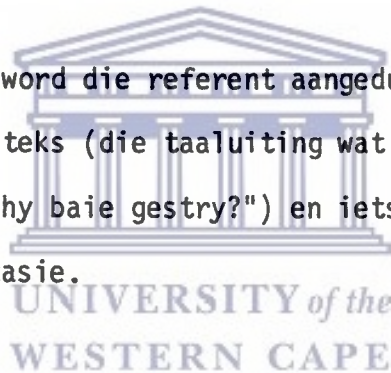 word die referent aangedu
teks (die taaluiting wat
hy baie gestry?") en iets
asie.
UNIVERSITY of the
WESTERN CAPE